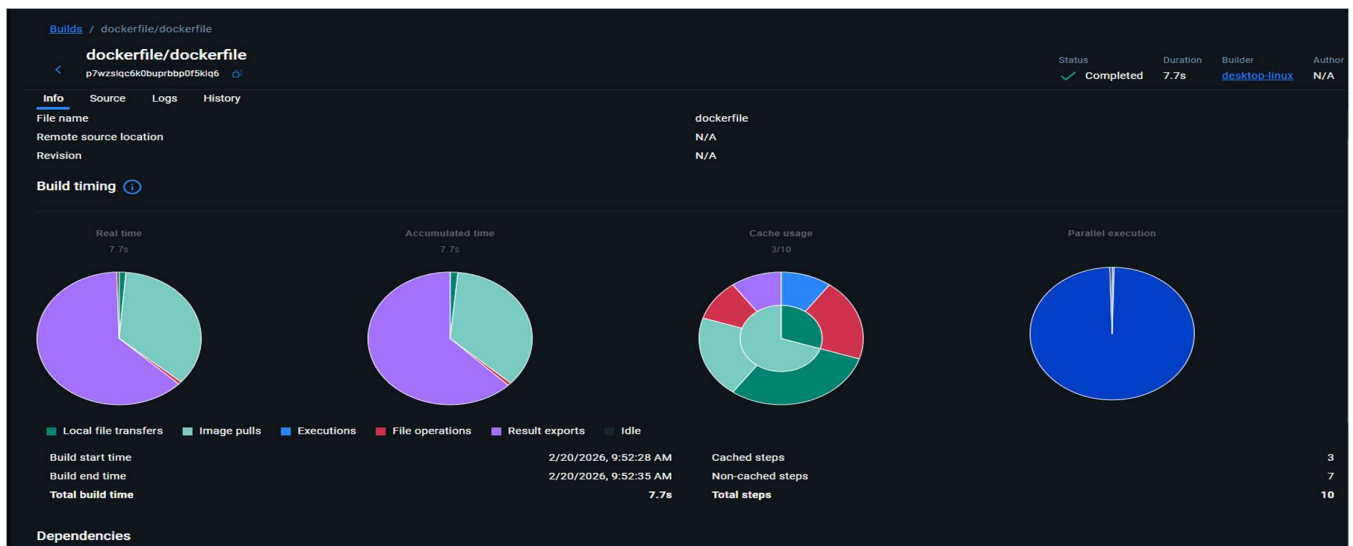 Builds / dockerfile/dockerfile
dockerfile/dockerfile
p7wzslqc6k0buprbbp0f5klq6
Status Duration Builder Author
Completed 7.7s desktop-linux N/A
Info Source Logs History
File name dockerfile
Remote source location N/A
Revision N/A
Build timing
Real time Accumulated time Cache usage Parallel execution
7.7s 7.7s 3/10
Local file transfers Image pulls Executions File operations Result exports Idle
Build start time 2/20/2026, 9:52:28 AM Cached steps 3
Build end time 2/20/2026, 9:52:35 AM Non-cached steps 7
Total build time 7.7s Total steps 10
Dependencies